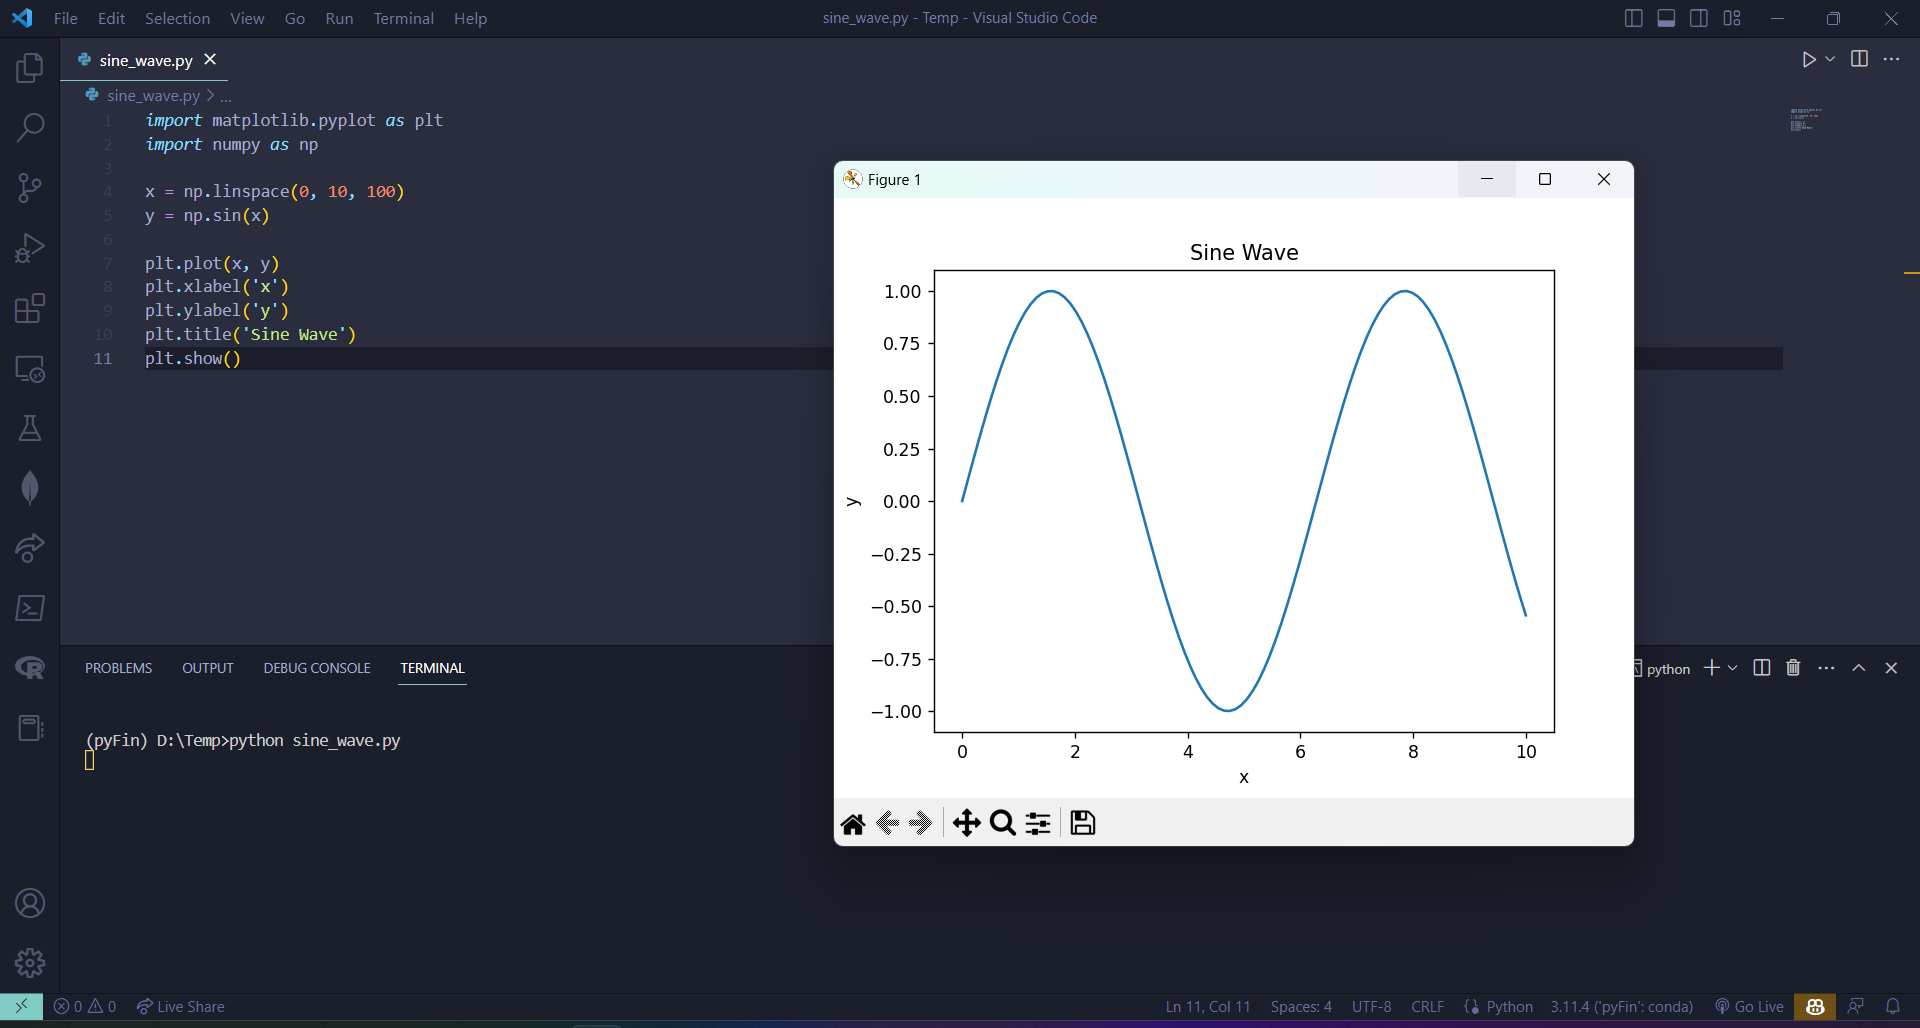 File Edit Selection View Go Run Terminal Help
sine_wave.py - Temp - Visual Studio Code
sine_wave.py
sine_wave.py > ...
1 import matplotlib.pyplot as plt
2 import numpy as np
3
4 x = np.linspace(0, 10, 100)
5 y = np.sin(x)
6
7 plt.plot(x, y)
8 plt.xlabel('x')
9 plt.ylabel('y')
10 plt.title('Sine Wave')
11 plt.show()
Figure 1
Sine Wave
1.00
0.75
0.50
0.25
0.00
−0.25
−0.50
−0.75
−1.00
y
0 2 4 6 8 10
x
PROBLEMS OUTPUT DEBUG CONSOLE TERMINAL
python
(pyFin) D:\Temp>python sine_wave.py
0 0 Live Share
Ln 11, Col 11 Spaces: 4 UTF-8 CRLF Python 3.11.4 ('pyFin': conda) Go Live